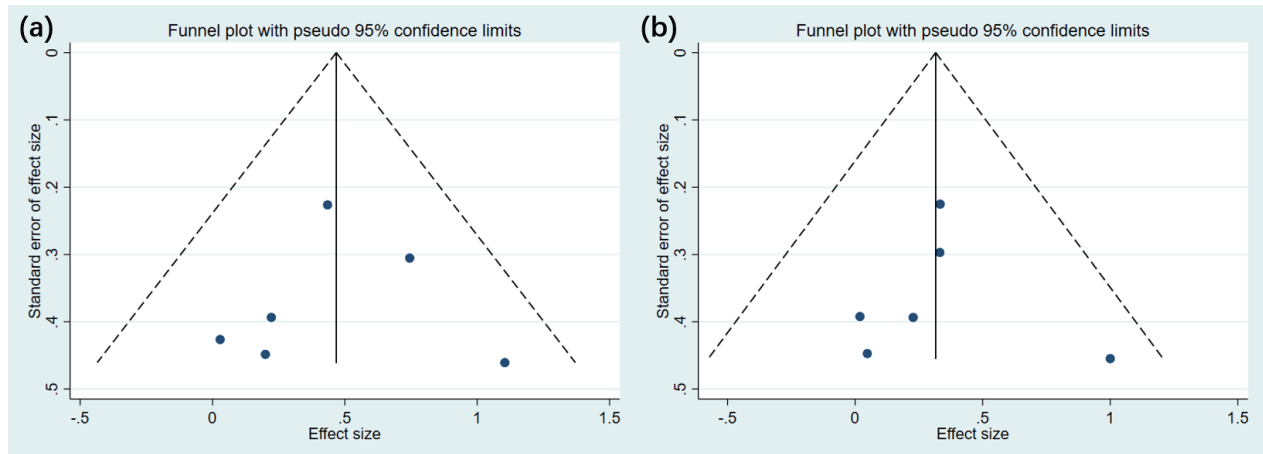 (a)
Funnel plot with pseudo 95% confidence limits
Standard error of effect size
0
.1
.2
.3
.4
.5
-.5
0
.5
1
1.5
Effect size
(b)
Funnel plot with pseudo 95% confidence limits
Standard error of effect size
0
.1
.2
.3
.4
.5
-.5
0
.5
1
1.5
Effect size